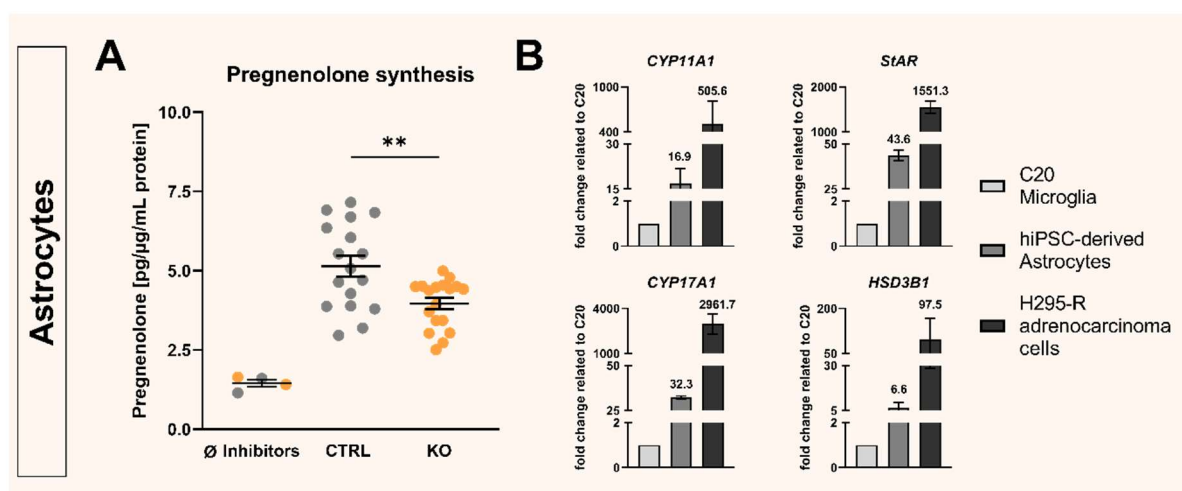 Astrocytes
A
Pregnenolone synthesis
Pregnenolone [pg/µg/mL protein]
10.0
7.5
5.0
2.5
0.0
**
Ø Inhibitors
CTRL
KO
B
CYP11A1
fold change related to C20
1000
400
30
15
2
0
16.9
505.6
StAR
fold change related to C20
2000
1000
50
25
2
0
43.6
1551.3
CYP17A1
fold change related to C20
4000
1000
50
25
2
0
32.3
2961.7
HSD3B1
fold change related to C20
200
50
30
5
2
0
6.6
97.5
C20
Microglia
hiPSC-derived
Astrocytes
H295-R
adrenocarcinoma
cells